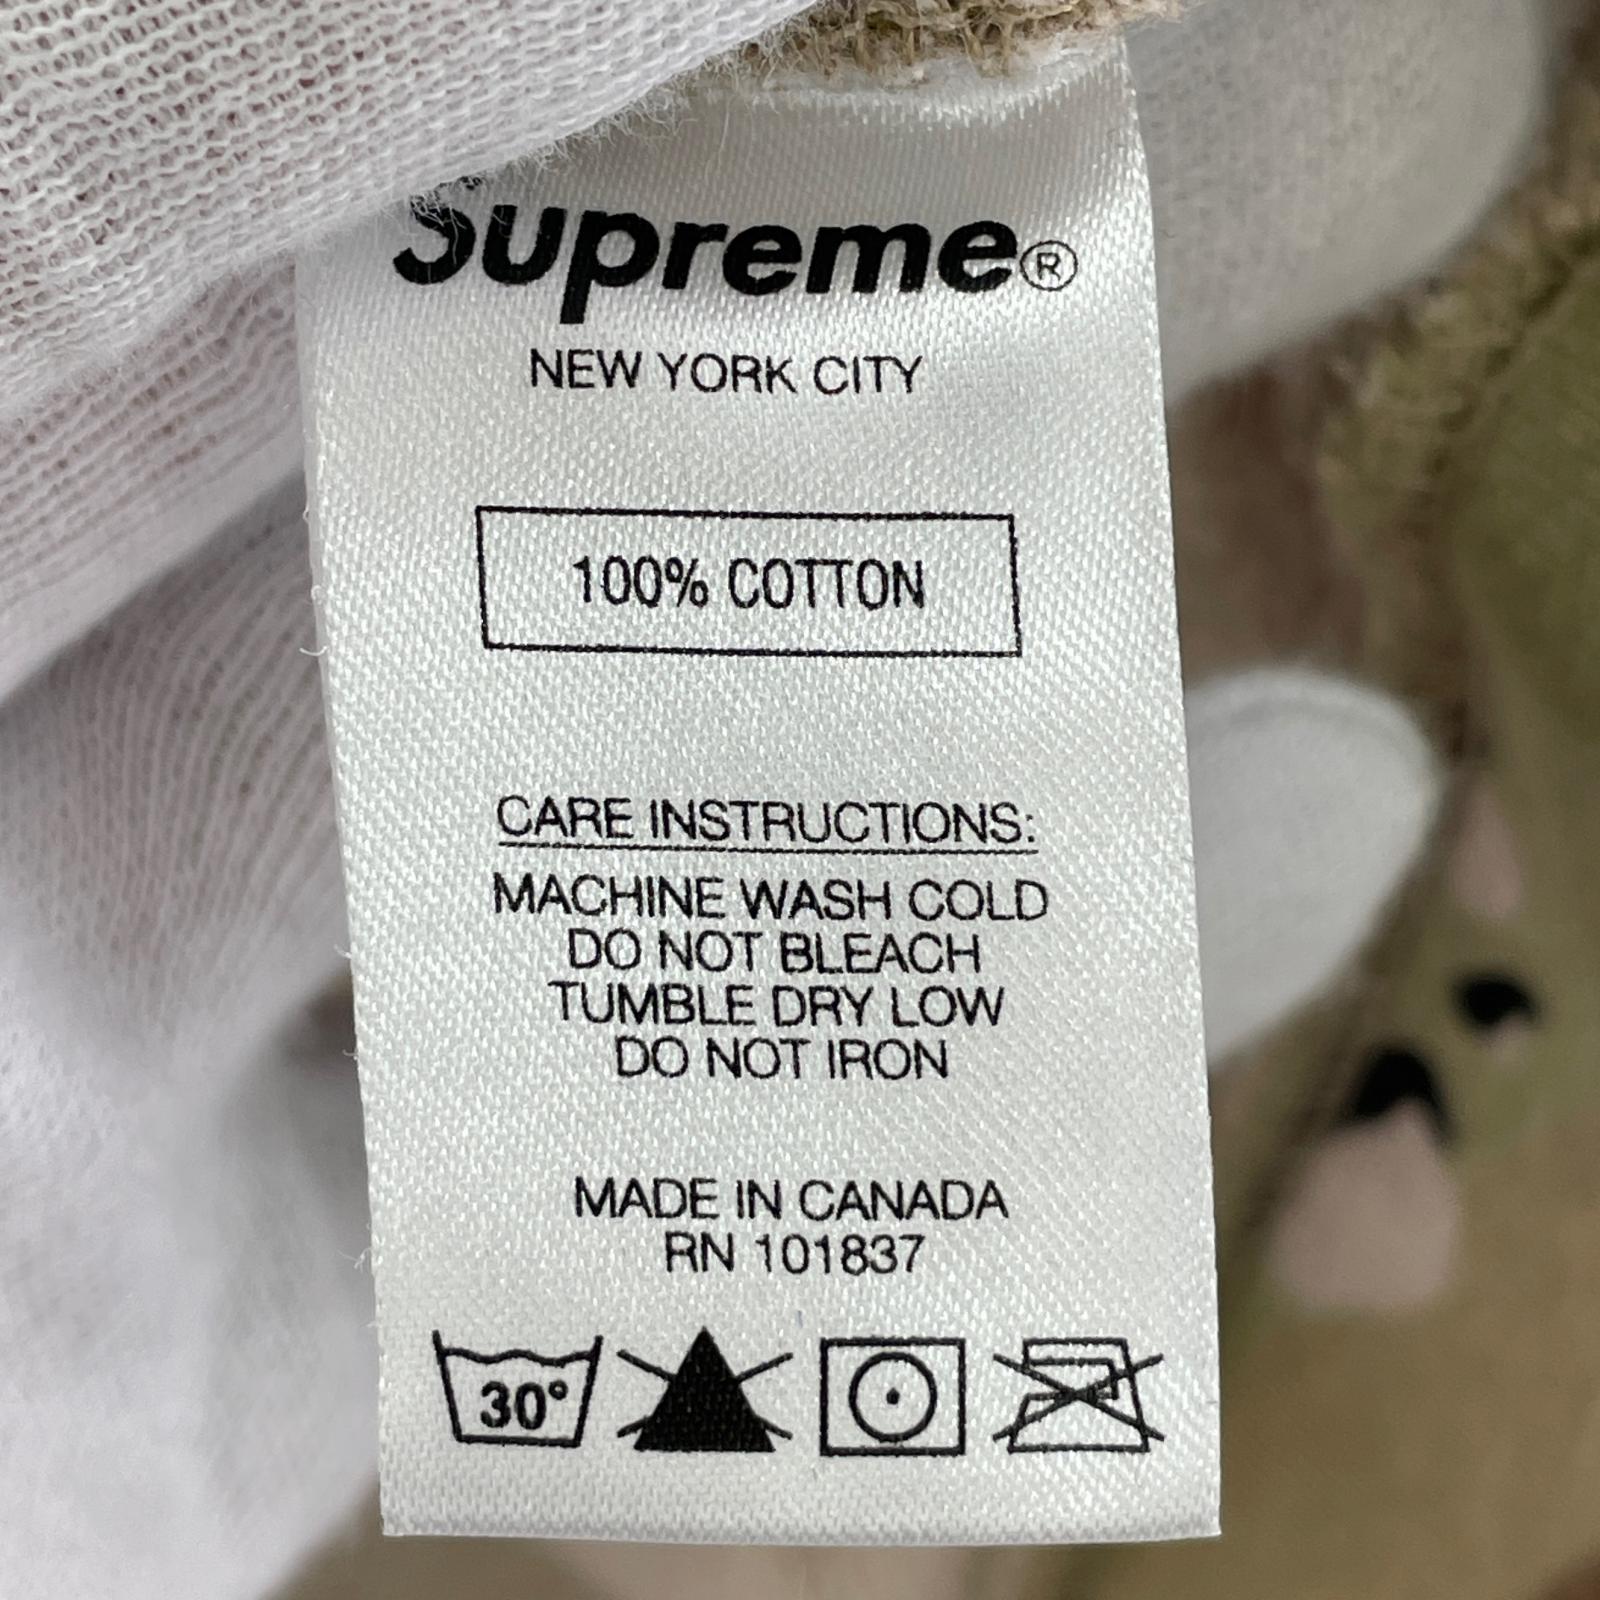 Supreme®
NEW YORK CITY
100% COTTON
CARE INSTRUCTIONS:
MACHINE WASH COLD
DO NOT BLEACH
TUMBLE DRY LOW
DO NOT IRON
MADE IN CANADA
RN 101837
30°